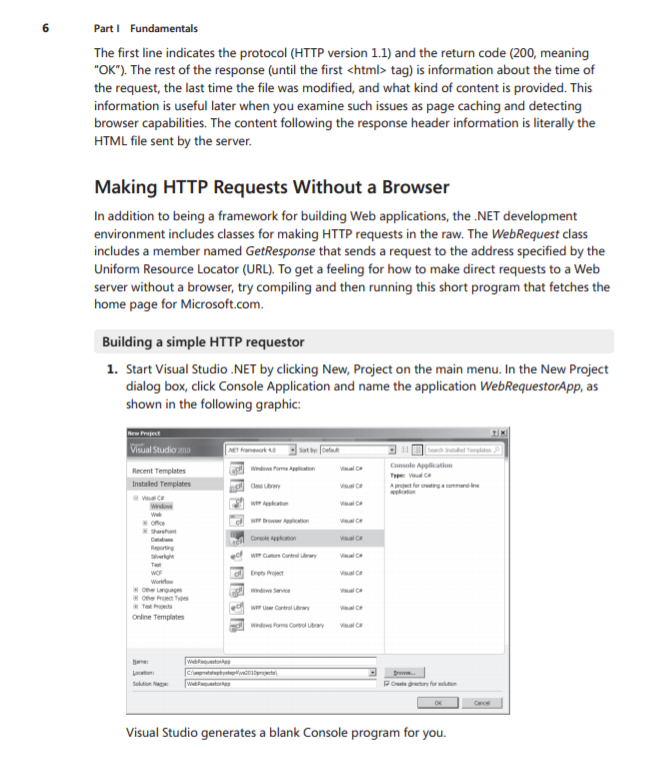 6 Part I Fundamentals
The first line indicates the protocol (HTTP version 1.1) and the return code (200, meaning
"OK"). The rest of the response (until the first <html> tag) is information about the time of
the request, the last time the file was modified, and what kind of content is provided. This
information is useful later when you examine such issues as page caching and detecting
browser capabilities. The content following the response header information is literally the
HTML file sent by the server.
Making HTTP Requests Without a Browser
In addition to being a framework for building Web applications, the .NET development
environment includes classes for making HTTP requests in the raw. The WebRequest class
includes a member named GetResponse that sends a request to the address specified by the
Uniform Resource Locator (URL). To get a feeling for how to make direct requests to a Web
server without a browser, try compiling and then running this short program that fetches the
home page for Microsoft.com.
Building a simple HTTP requestor
1. Start Visual Studio .NET by clicking New, Project on the main menu. In the New Project
dialog box, click Console Application and name the application WebRequestorApp, as
shown in the following graphic:
New Project
Visual Studio 2010
.NET Framework 4.0 Sort by: Default Search Installed Templates
Recent Templates
Installed Templates
Visual C#
Windows
Web
Office
SharePoint
Database
Reporting
Silverlight
Test
WCF
Workflow
Other Languages
Other Project Types
Test Projects
Online Templates
Windows Forms Application Visual C#
Class Library Visual C#
WPF Application Visual C#
WPF Browser Application Visual C#
Console Application Visual C#
WPF Custom Control Library Visual C#
Empty Project Visual C#
Windows Service Visual C#
WPF User Control Library Visual C#
Windows Forms Control Library Visual C#
Console Application
Type: Visual C#
A project for creating a command-line
application
Name: WebRequestorApp
Location: C:\aspnetstepbystep4\vs2010projects\ Browse...
Solution Name: WebRequestorApp Create directory for solution
OK Cancel
Visual Studio generates a blank Console program for you.